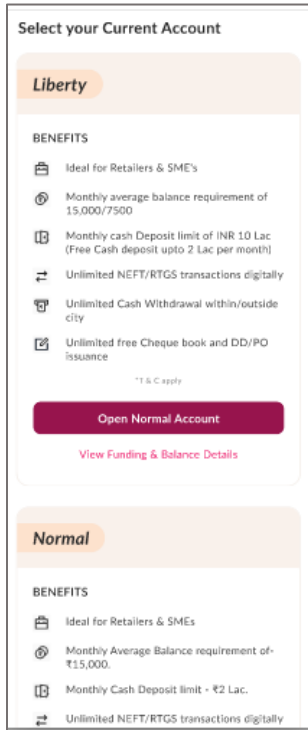 Select your Current Account
Liberty
BENEFITS
Ideal for Retailers & SME's
Monthly average balance requirement of
15,000/7500
Monthly cash Deposit limit of INR 10 Lac
(Free Cash deposit upto 2 Lac per month)
Unlimited NEFT/RTGS transactions digitally
Unlimited Cash Withdrawal within/outside
city
Unlimited free Cheque book and DD/PO
issuance
*T & C apply
Open Normal Account
View Funding & Balance Details
Normal
BENEFITS
Ideal for Retailers & SMEs
Monthly Average Balance requirement of-
₹15,000.
Monthly Cash Deposit limit - ₹2 Lac.
Unlimited NEFT/RTGS transactions digitally